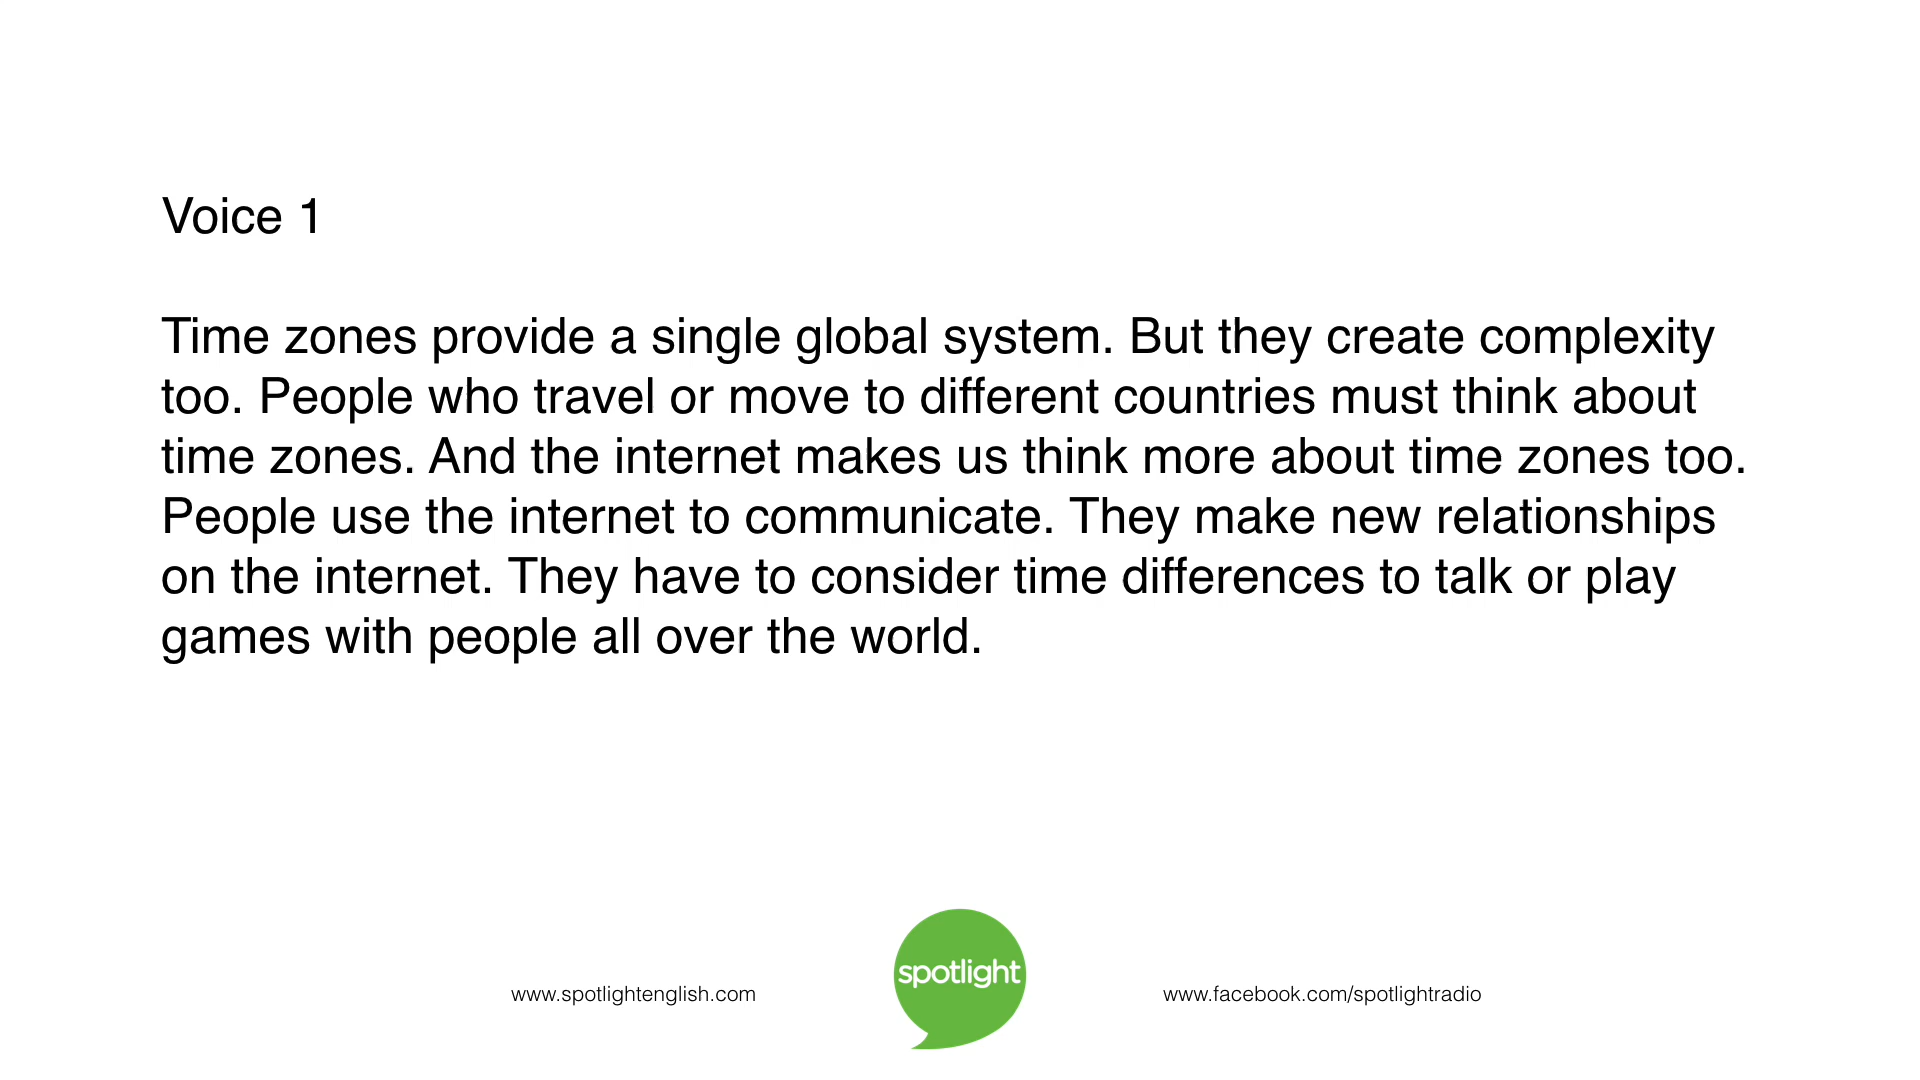 Voice 1
Time zones provide a single global system. But they create complexity
too. People who travel or move to different countries must think about
time zones. And the internet makes us think more about time zones too.
People use the internet to communicate. They make new relationships
on the internet. They have to consider time differences to talk or play
games with people all over the world.
www.spotlightenglish.com
spotlight
www.facebook.com/spotlightradio